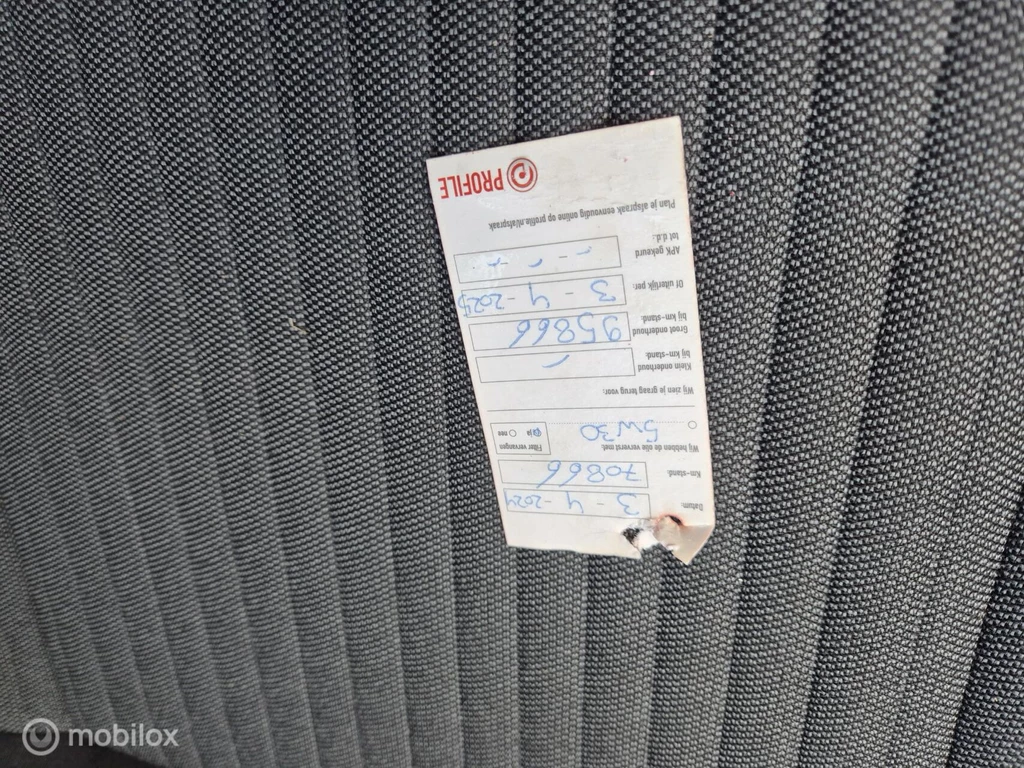 Datum: 3 - 4 - 2024
Km-stand: 70866
Wij hebben de olie ververst met:
5W30
Filter vervangen
ja nee
Wij zien je graag terug voor:
Klein onderhoud
bij km-stand: -
Groot onderhoud
bij km-stand: 95866
Of uiterlijk per: 3 - 4 - 2025
APK gekeurd
tot d.d.: - - - - -
Plan je afspraak eenvoudig online op profile.nl/afspraak
PROFILE
mobilox